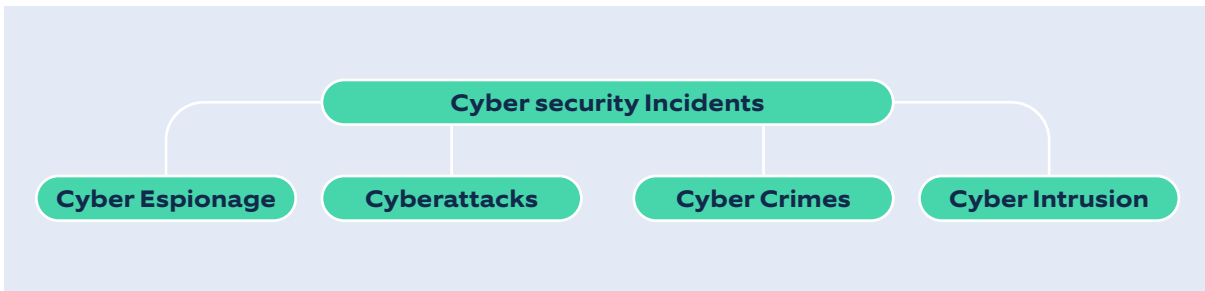 Cyber security Incidents
Cyber Espionage
Cyberattacks
Cyber Crimes
Cyber Intrusion